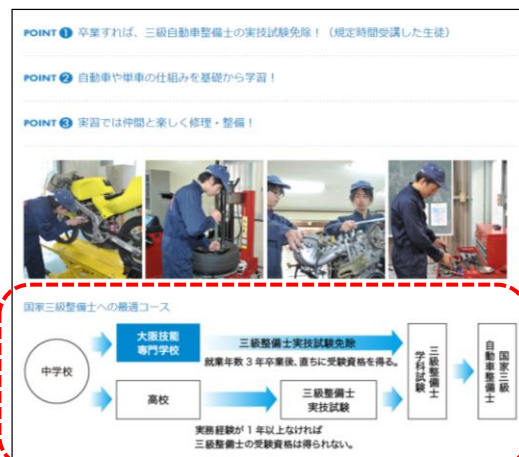 POINT ❶ 卒業すれば、三級自動車整備士の実技試験免除!(規定時間受講した生徒)
POINT ❷ 自動車や単車の仕組みを基礎から学習!
POINT ❸ 実習では仲間と楽しく修理・整備!
国家三級整備士への最適コース
中学校
大阪技能
専門学校
三級整備士実技試験免除
就業年数3年卒業後、直ちに受験資格を得る。
高校
三級整備士
実技試験
実務経験が1年以上なければ
三級整備士の受験資格は得られない。
三級整備士
学科試験
国家三級
自動車整備士